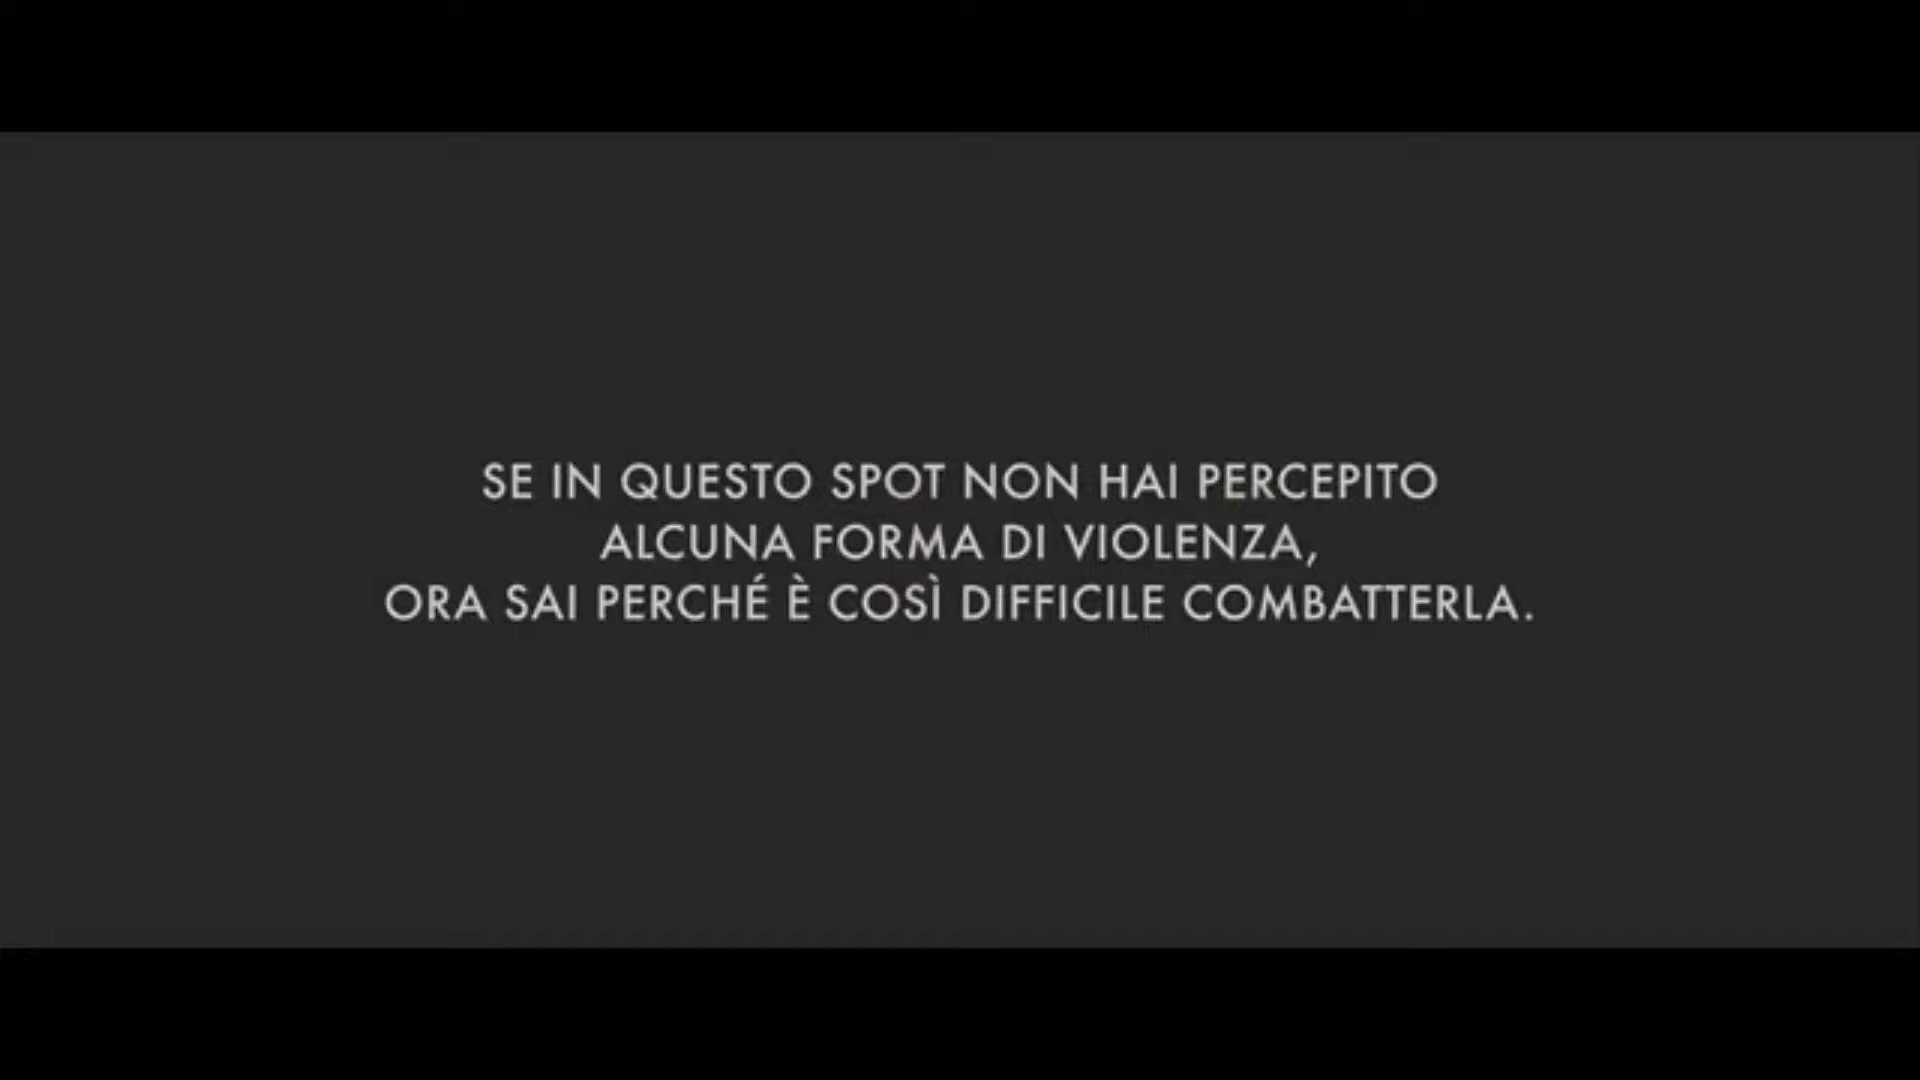 SE IN QUESTO SPOT NON HAI PERCEPITO
ALCUNA FORMA DI VIOLENZA,
ORA SAI PERCHÉ È COSÌ DIFFICILE COMBATTERLA.